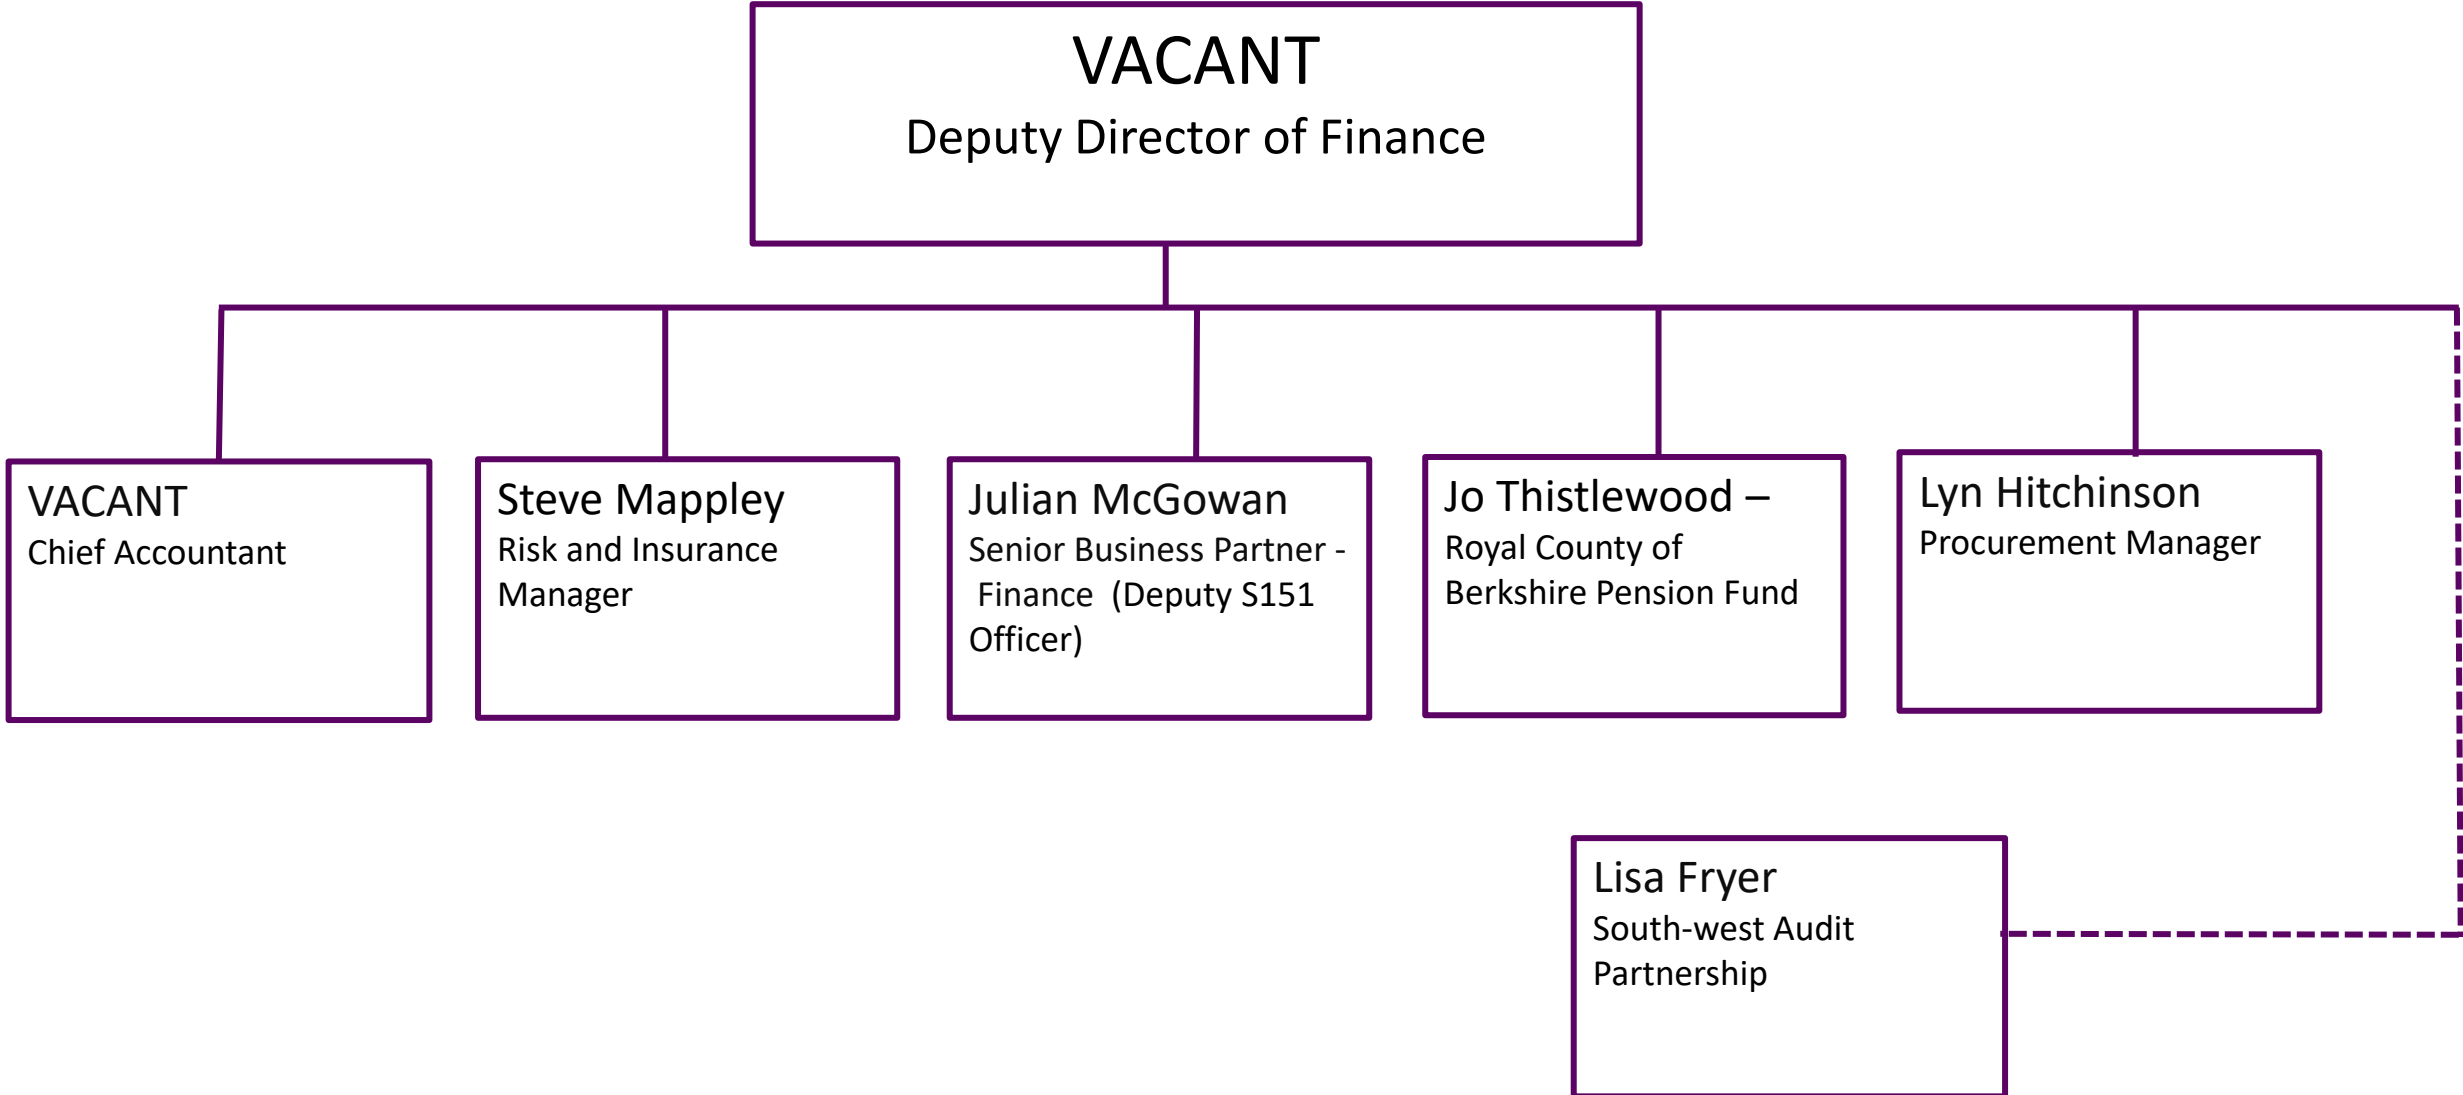 VACANT
Deputy Director of Finance
VACANT
Chief Accountant
Steve Mappley
Risk and Insurance
Manager
Julian McGowan
Senior Business Partner -
Finance  (Deputy S151
Officer)
Jo Thistlewood –
Royal County of
Berkshire Pension Fund
Lyn Hitchinson
Procurement Manager
Lisa Fryer
South-west Audit
Partnership